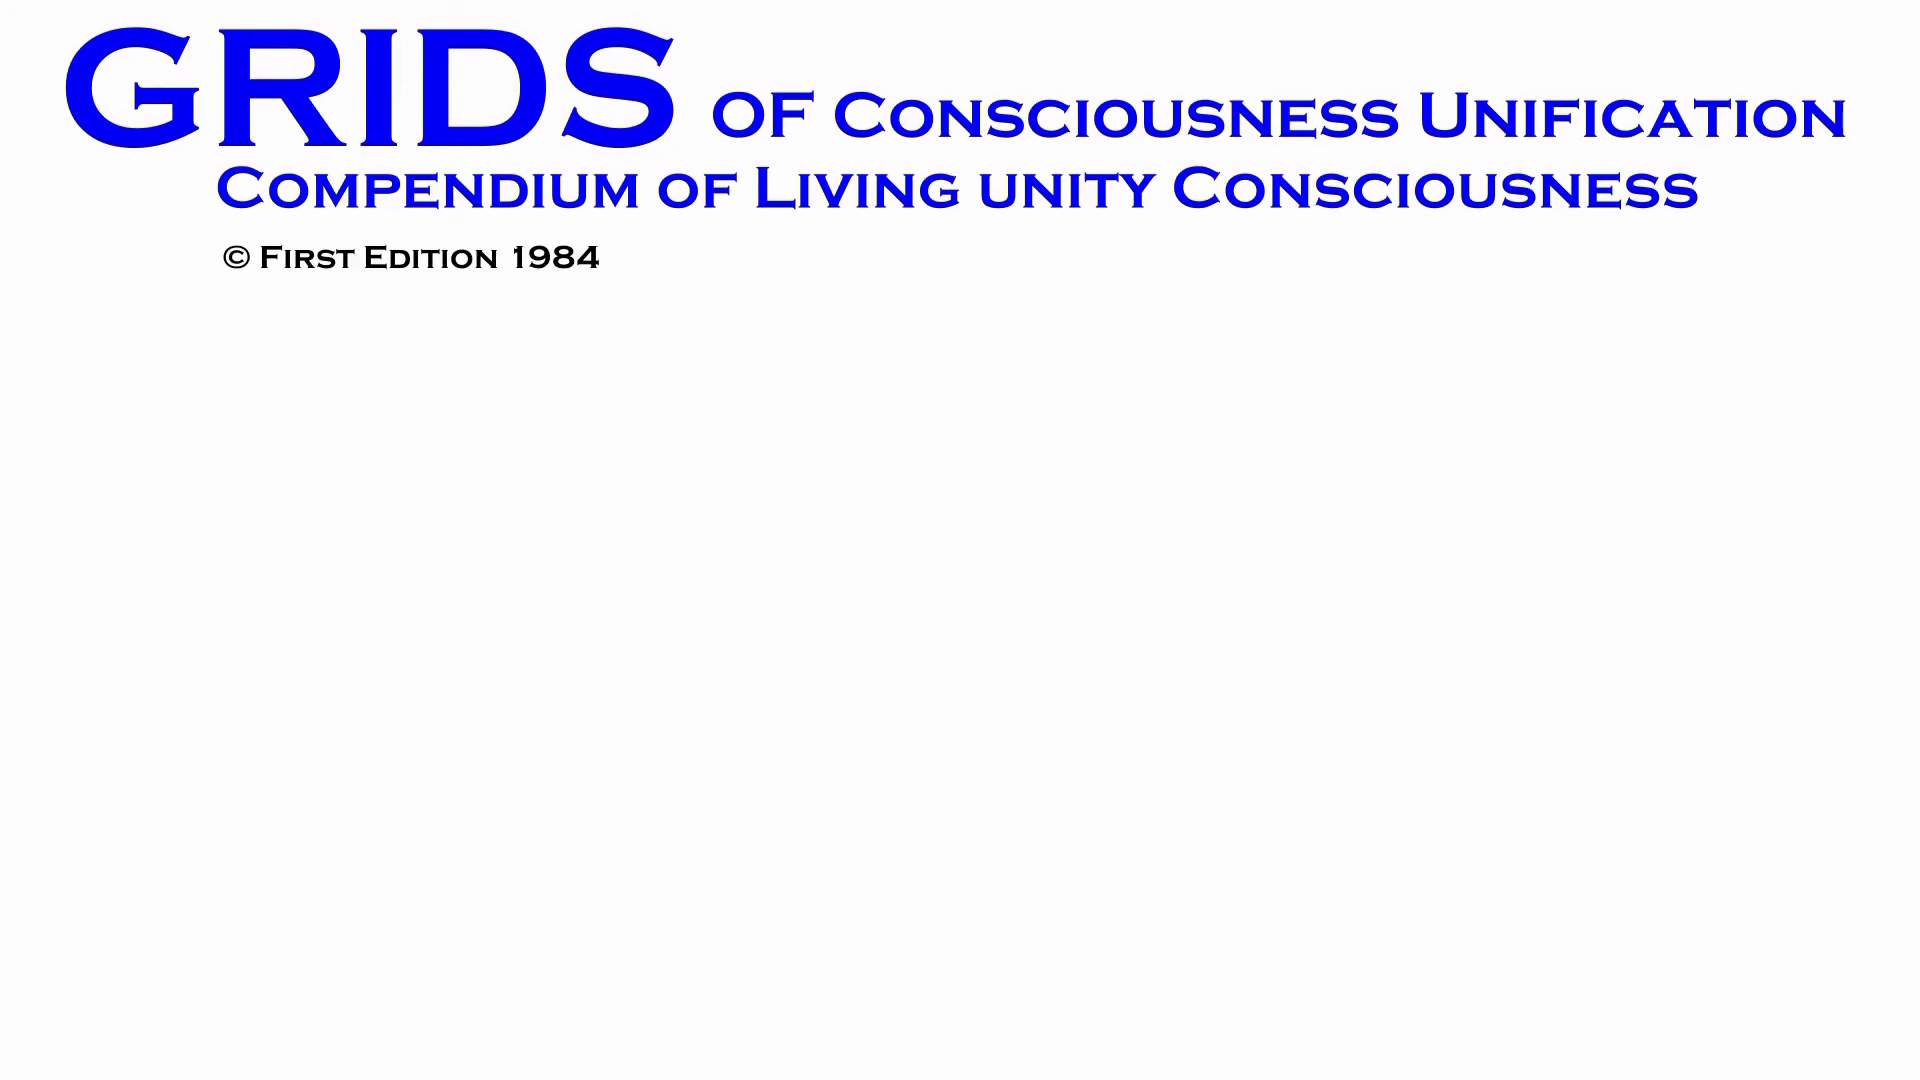 GRIDS OF CONSCIOUSNESS UNIFICATION
COMPENDIUM OF LIVING UNITY CONSCIOUSNESS
© FIRST EDITION 1984